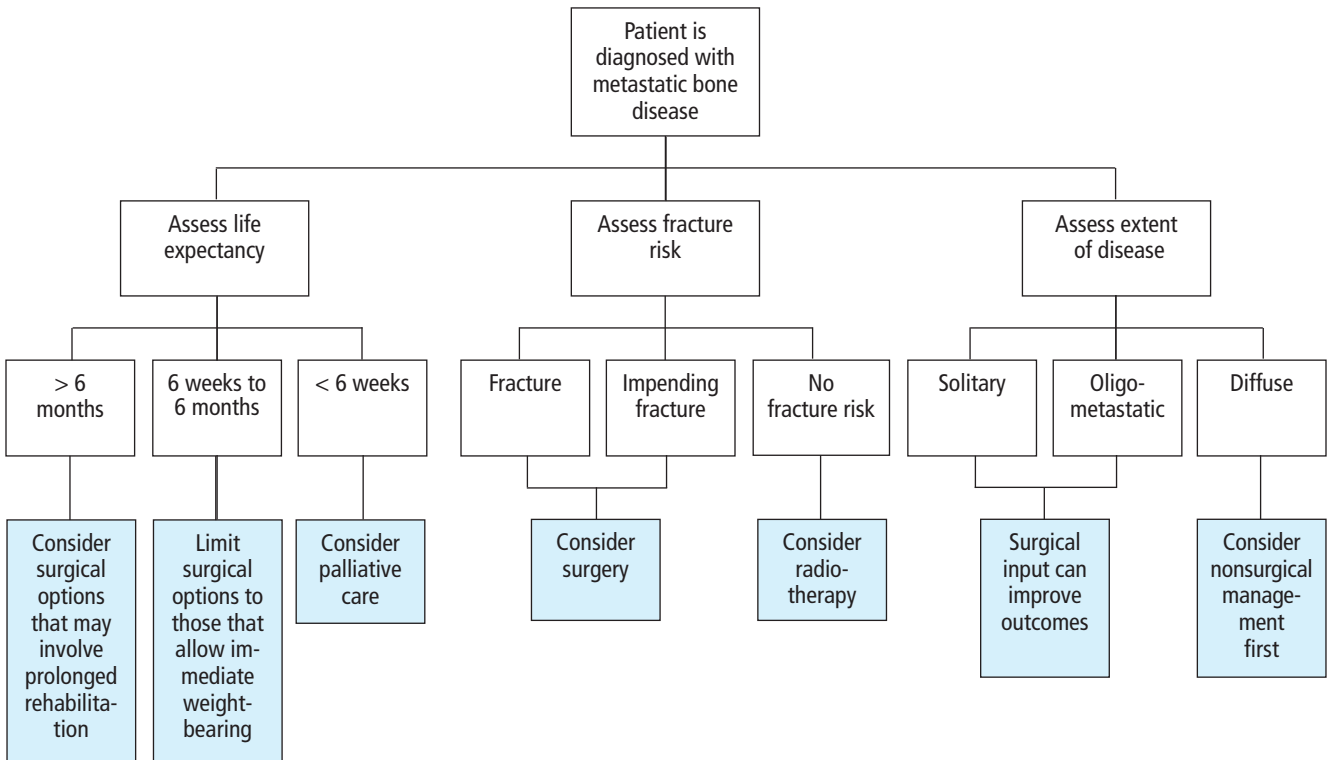 Patient is
diagnosed with
metastatic bone
disease
Assess life
expectancy
Assess fracture
risk
Assess extent
of disease
> 6
months
6 weeks to
6 months
< 6 weeks
Fracture
Impending
fracture
No
fracture risk
Solitary
Oligo-
metastatic
Diffuse
Consider
surgical
options
that may
involve
prolonged
rehabilita-
tion
Limit
surgical
options to
those that
allow im-
mediate
weight-
bearing
Consider
palliative
care
Consider
surgery
Consider
radio-
therapy
Surgical
input can
improve
outcomes
Consider
nonsurgical
manage-
ment
first